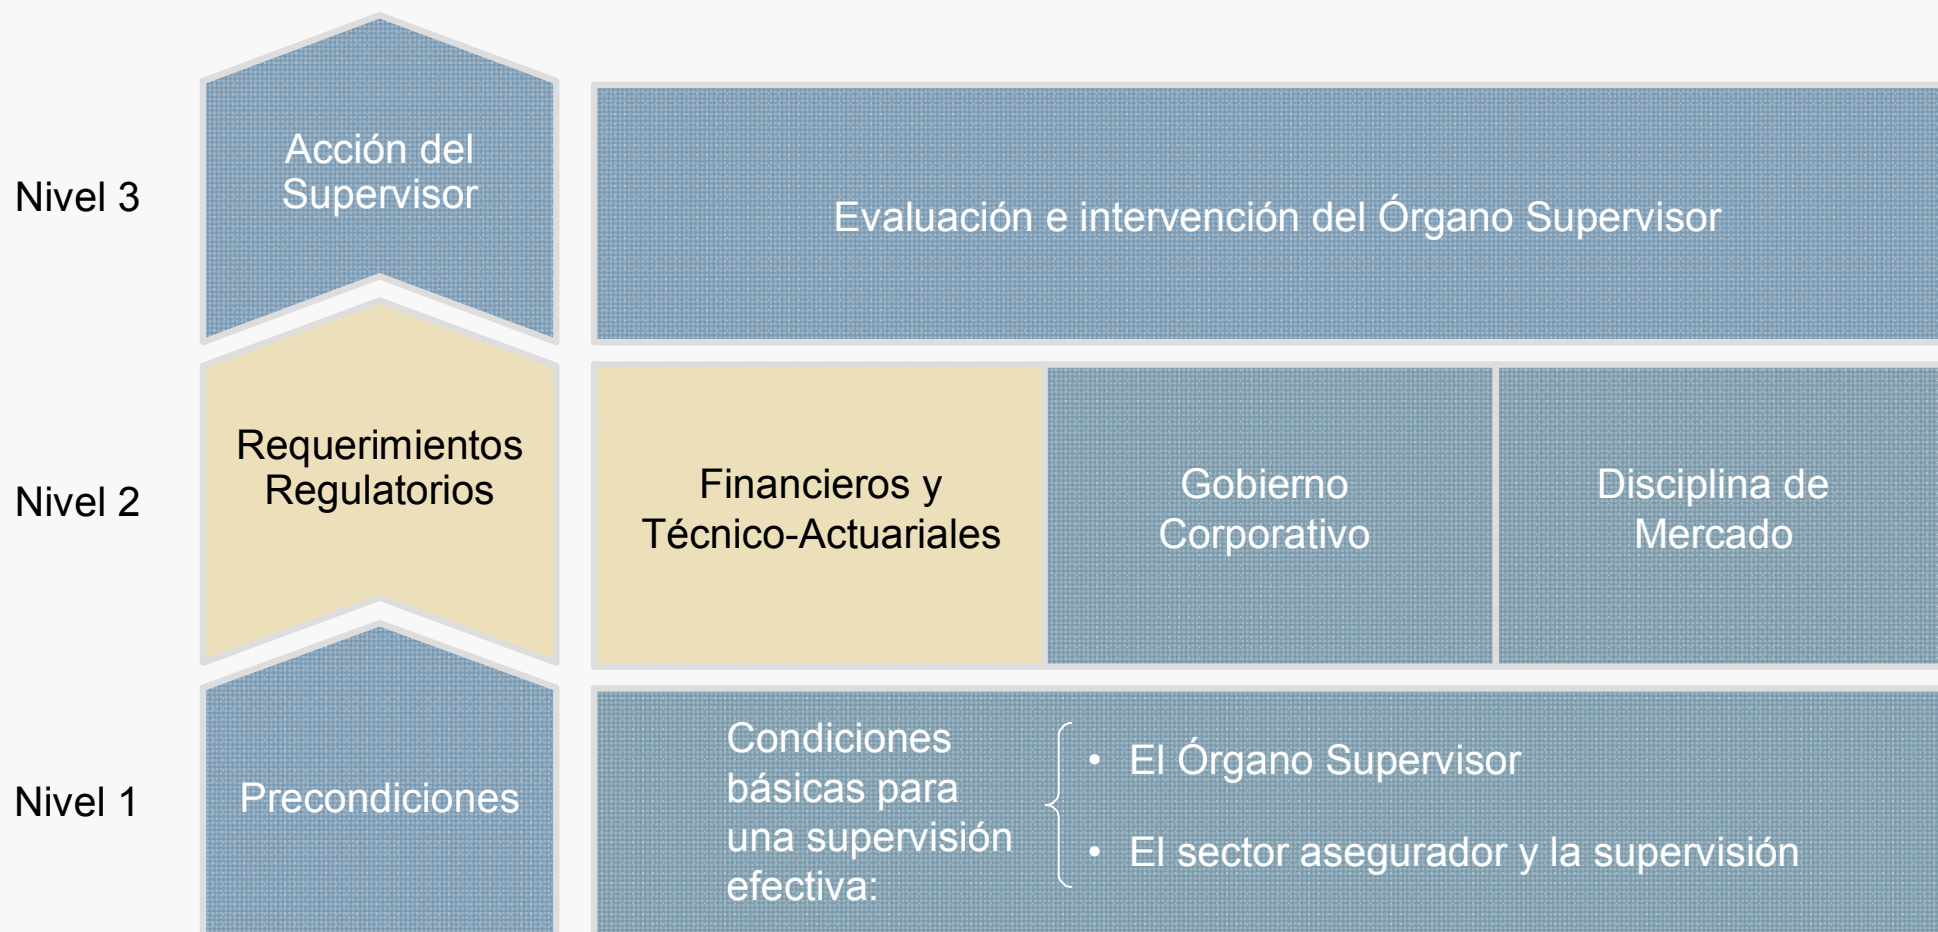 Nivel 3
Acción del
Supervisor
Evaluación e intervención del Órgano Supervisor
Nivel 2
Requerimientos
Regulatorios
Financieros y
Técnico-Actuariales
Gobierno
Corporativo
Disciplina de
Mercado
Nivel 1
Precondiciones
Condiciones
básicas para
una supervisión
efectiva:
• El Órgano Supervisor
• El sector asegurador y la supervisión